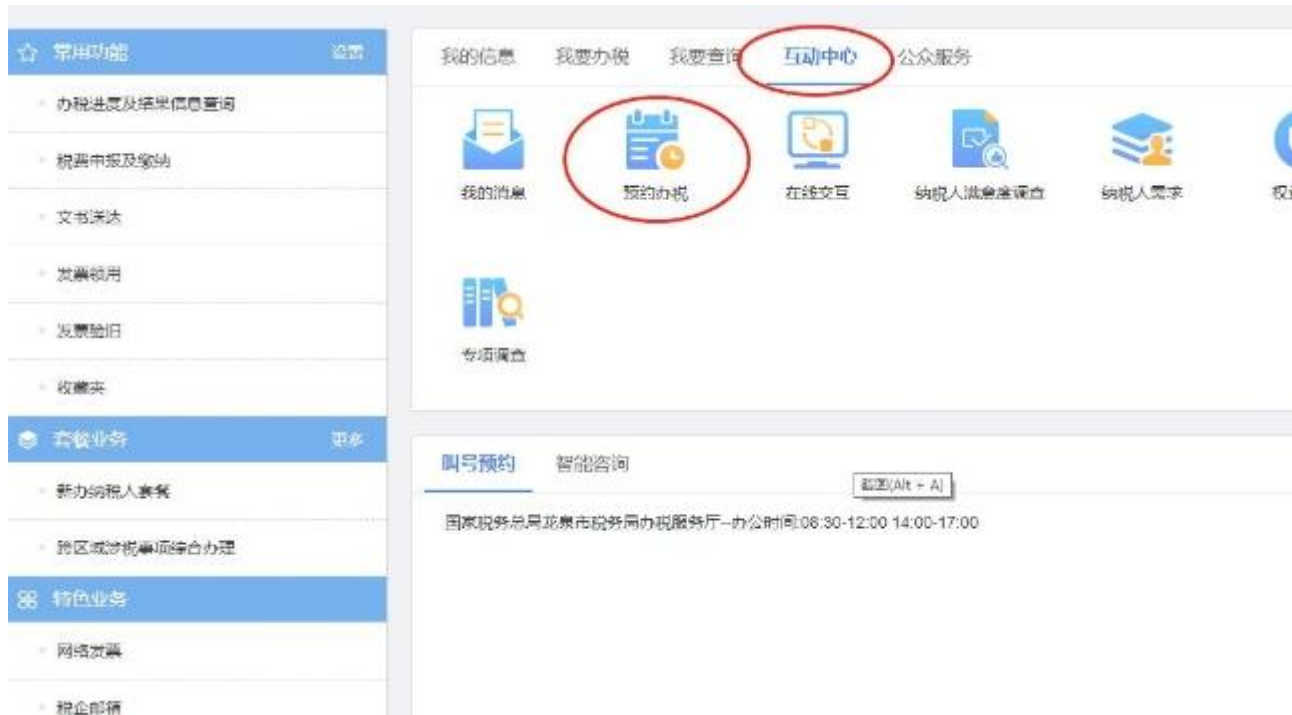 常用功能 设置
办税进度及结果信息查询
税费申报及缴纳
文书送达
发票领用
发票验旧
收藏夹
套餐业务 更多
新办纳税人套餐
跨区域涉税事项综合办理
特色业务
网络发票
税企邮箱
我的信息 我要办税 我要查询 互动中心 公众服务
我的消息 预约办税 在线交互 纳税人满意度调查 纳税人需求
专项调查
叫号预约 智能咨询
截图(Alt + A)
国家税务总局龙泉市税务局办税服务厅--办公时间:08:30-12:00 14:00-17:00